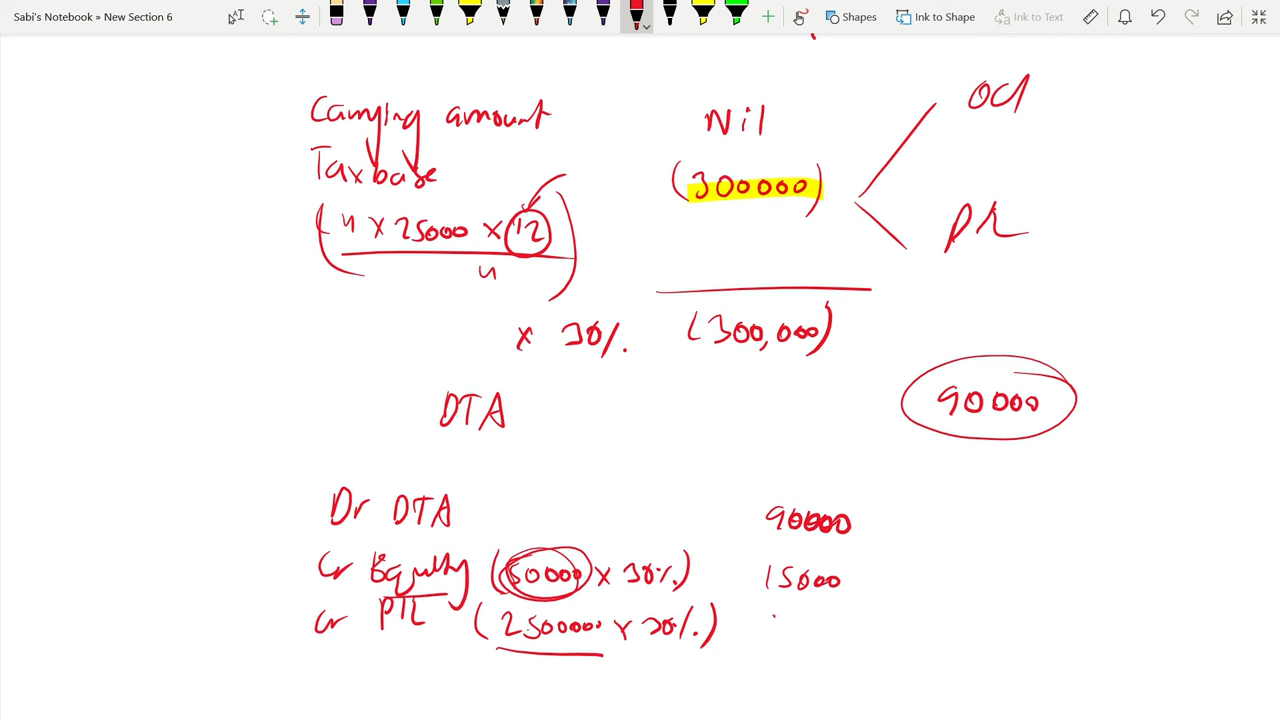 Sabi's Notebook » New Section 6
Shapes Ink to Shape Ink to Text
Carrying amount Nil OCI
Tax base (300000)
(4 x 25000 x 12) PL
4
x 30% (300,000)
DTA 90000
Dr DTA 90000
Cr Equity (50000 x 30%) 15000
Cr PTL (250000 x 30%)